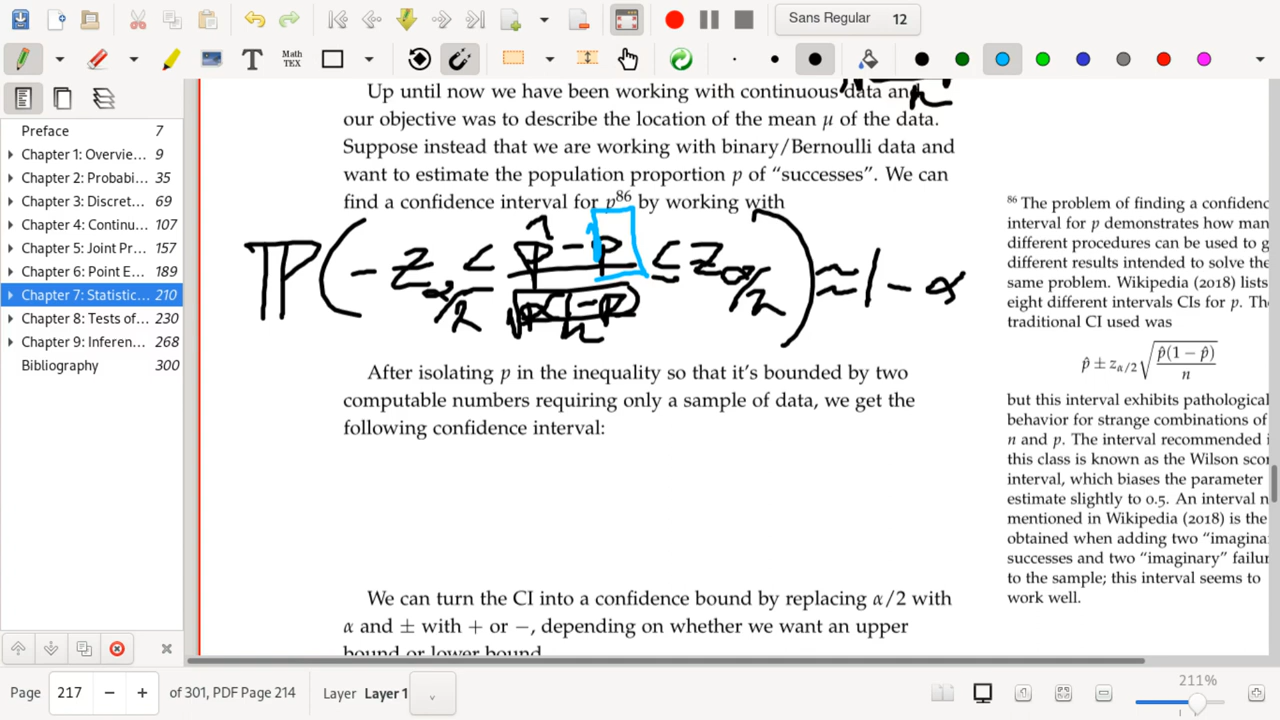 Sans Regular 12
Math TEX
Preface 7
Chapter 1: Overvie... 9
Chapter 2: Probabi... 35
Chapter 3: Discret... 69
Chapter 4: Continu... 107
Chapter 5: Joint Pr... 157
Chapter 6: Point E... 189
Chapter 7: Statistic... 210
Chapter 8: Tests of... 230
Chapter 9: Inferen... 268
Bibliography 300
n
Up until now we have been working with continuous data and
our objective was to describe the location of the mean μ of the data.
Suppose instead that we are working with binary/Bernoulli data and
want to estimate the population proportion p of “successes”. We can
find a confidence interval for p⁸⁶ by working with
ℙ(-z_{α/2} ≤ (p̂ - p)/√(p(1-p)/n) ≤ z_{α/2}) ≈ 1 - α
After isolating p in the inequality so that it’s bounded by two
computable numbers requiring only a sample of data, we get the
following confidence interval:
We can turn the CI into a confidence bound by replacing α/2 with
α and ± with + or −, depending on whether we want an upper
bound or lower bound
⁸⁶ The problem of finding a confidenc
interval for p demonstrates how man
different procedures can be used to g
different results intended to solve the
same problem. Wikipedia (2018) lists
eight different intervals CIs for p. The
traditional CI used was
p̂ ± z_{α/2} √(p̂(1 − p̂)/n)
but this interval exhibits pathological
behavior for strange combinations of
n and p. The interval recommended i
this class is known as the Wilson scor
interval, which biases the parameter
estimate slightly to 0.5. An interval n
mentioned in Wikipedia (2018) is the
obtained when adding two “imagina
successes and two “imaginary” failur
to the sample; this interval seems to
work well.
Page 217 of 301, PDF Page 214 Layer Layer 1 211%